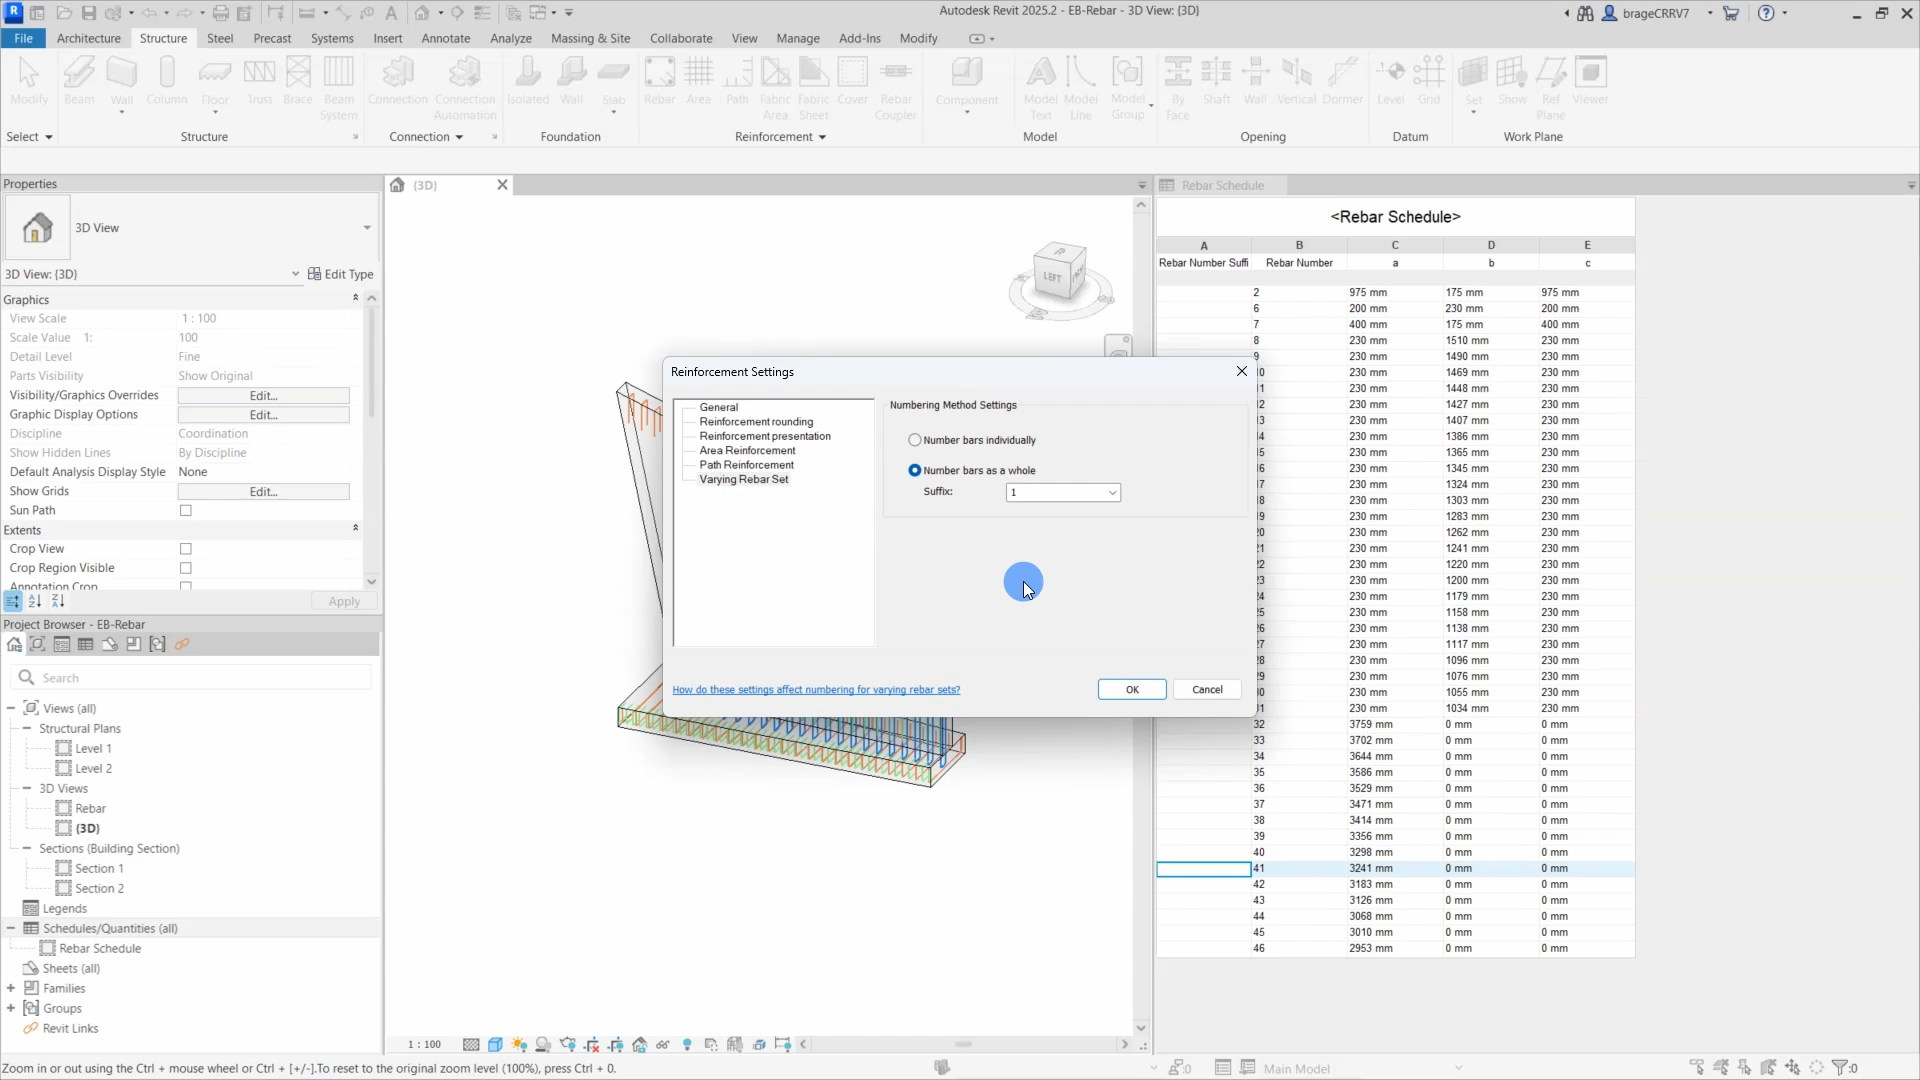 Autodesk Revit 2025.2 - EB-Rebar - 3D View: {3D}
brageCRRV7
File Architecture Structure Steel Precast Systems Insert Annotate Analyze Massing & Site Collaborate View Manage Add-Ins Modify
Modify Beam Wall Column Floor Truss Brace Beam System Connection Connection Automation Isolated Wall Slab Rebar Area Path Fabric Area Fabric Sheet Cover Rebar Coupler Component Model Text Model Line Model Group By Face Shaft Wall Vertical Dormer Level Grid Set Show Ref Plane Viewer
Select Structure Connection Foundation Reinforcement Model Opening Datum Work Plane
Properties
3D View
3D View: {3D} Edit Type
Graphics
View Scale 1 : 100
Scale Value 1: 100
Detail Level Fine
Parts Visibility Show Original
Visibility/Graphics Overrides Edit...
Graphic Display Options Edit...
Discipline Coordination
Show Hidden Lines By Discipline
Default Analysis Display Style None
Show Grids Edit...
Sun Path
Extents
Crop View
Crop Region Visible
Annotation Crop
Apply
Project Browser - EB-Rebar
Search
Views (all)
Structural Plans
Level 1
Level 2
3D Views
Rebar
{3D}
Sections (Building Section)
Section 1
Section 2
Legends
Schedules/Quantities (all)
Rebar Schedule
Sheets (all)
Families
Groups
Revit Links
{3D}
LEFT
Reinforcement Settings
General
Reinforcement rounding
Reinforcement presentation
Area Reinforcement
Path Reinforcement
Varying Rebar Set
Numbering Method Settings
Number bars individually
Number bars as a whole
Suffix: 1
How do these settings affect numbering for varying rebar sets?
OK Cancel
1 : 100
Rebar Schedule
<Rebar Schedule>
A B C D E
Rebar Number Suffi Rebar Number a b c
2 975 mm 175 mm 975 mm
6 200 mm 230 mm 200 mm
7 400 mm 175 mm 400 mm
8 230 mm 1510 mm 230 mm
9 230 mm 1490 mm 230 mm
0 230 mm 1469 mm 230 mm
1 230 mm 1448 mm 230 mm
2 230 mm 1427 mm 230 mm
3 230 mm 1407 mm 230 mm
4 230 mm 1386 mm 230 mm
5 230 mm 1365 mm 230 mm
6 230 mm 1345 mm 230 mm
7 230 mm 1324 mm 230 mm
8 230 mm 1303 mm 230 mm
9 230 mm 1283 mm 230 mm
20 230 mm 1262 mm 230 mm
21 230 mm 1241 mm 230 mm
22 230 mm 1220 mm 230 mm
23 230 mm 1200 mm 230 mm
24 230 mm 1179 mm 230 mm
25 230 mm 1158 mm 230 mm
26 230 mm 1138 mm 230 mm
27 230 mm 1117 mm 230 mm
28 230 mm 1096 mm 230 mm
29 230 mm 1076 mm 230 mm
30 230 mm 1055 mm 230 mm
31 230 mm 1034 mm 230 mm
32 3759 mm 0 mm 0 mm
33 3702 mm 0 mm 0 mm
34 3644 mm 0 mm 0 mm
35 3586 mm 0 mm 0 mm
36 3529 mm 0 mm 0 mm
37 3471 mm 0 mm 0 mm
38 3414 mm 0 mm 0 mm
39 3356 mm 0 mm 0 mm
40 3298 mm 0 mm 0 mm
41 3241 mm 0 mm 0 mm
42 3183 mm 0 mm 0 mm
43 3126 mm 0 mm 0 mm
44 3068 mm 0 mm 0 mm
45 3010 mm 0 mm 0 mm
46 2953 mm 0 mm 0 mm
Zoom in or out using the Ctrl + mouse wheel or Ctrl + [+/-].To reset to the original zoom level (100%), press Ctrl + 0.
:0 Main Model :0